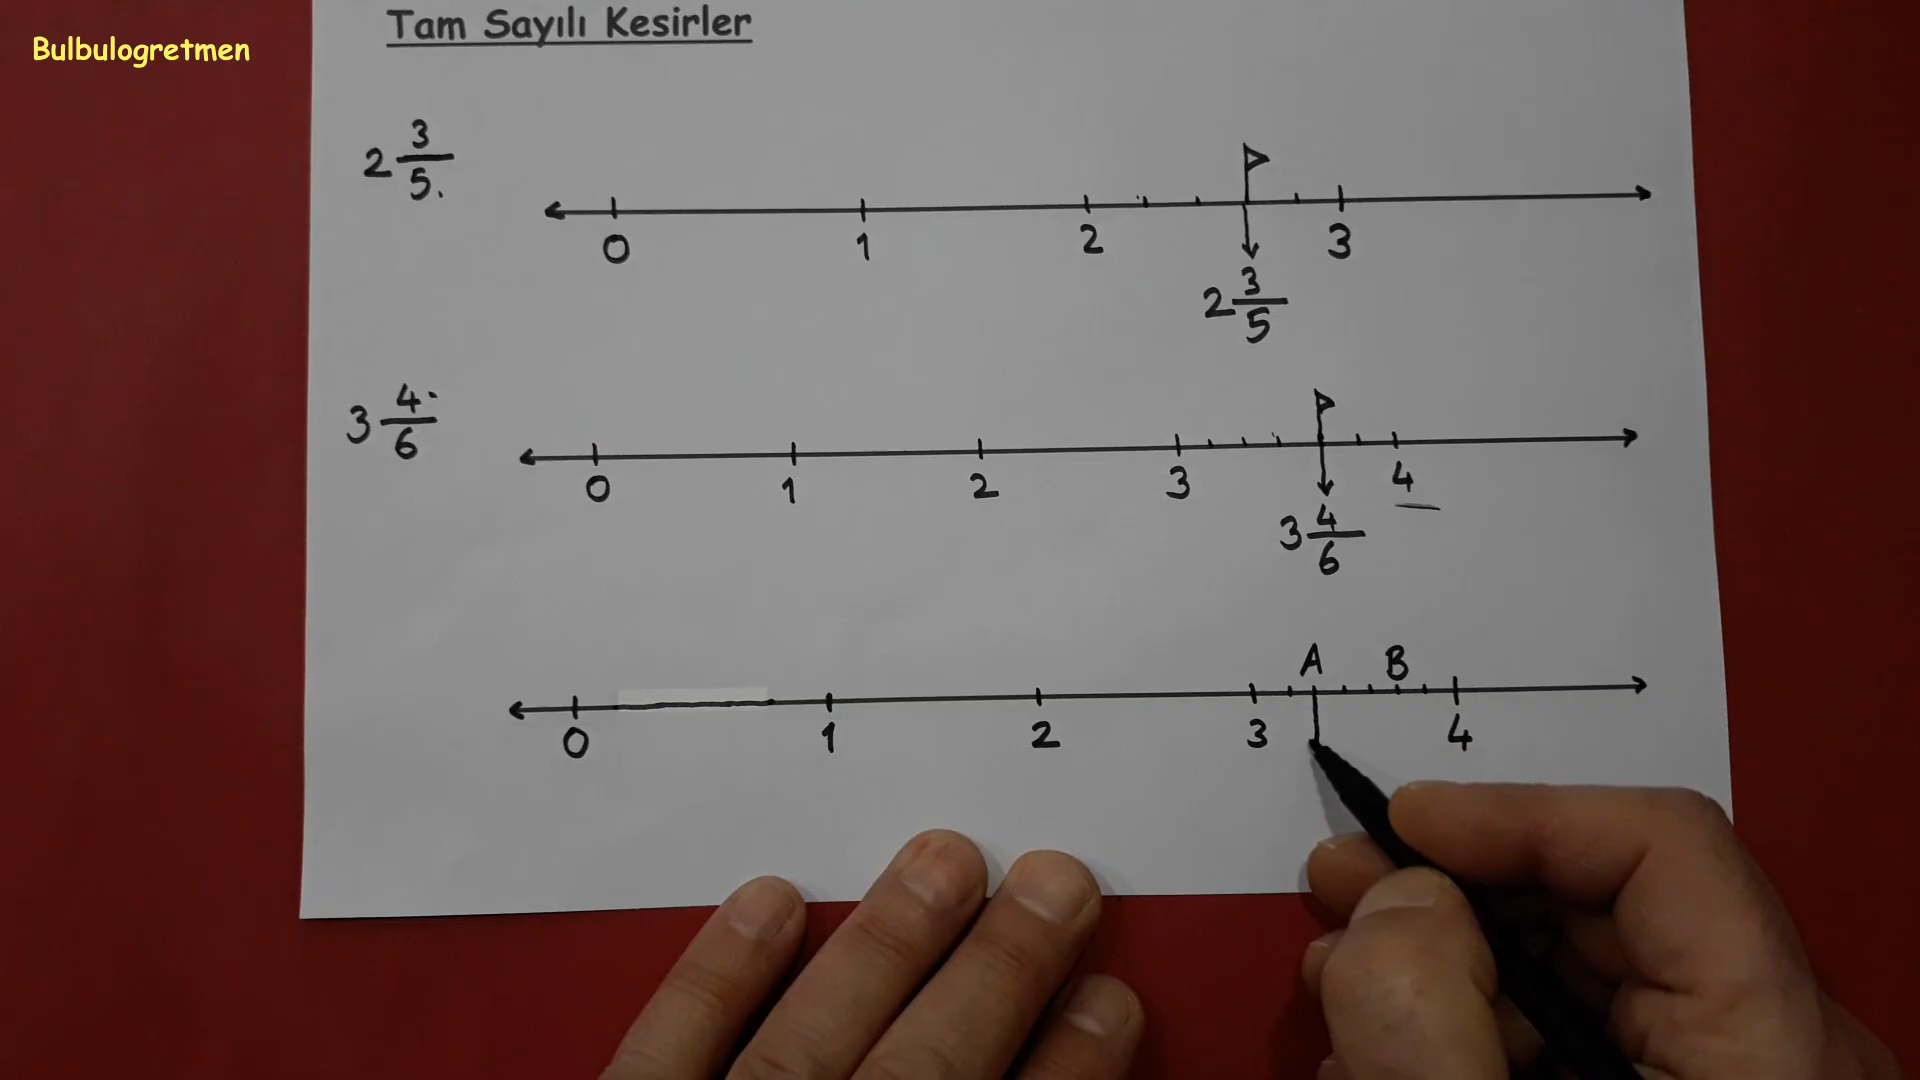 Bulbulogretmen
Tam Sayılı Kesirler
2 3/5.
0 1 2 3
2 3/5
3 4/6
0 1 2 3 4
3 4/6
A B
0 1 2 3 4